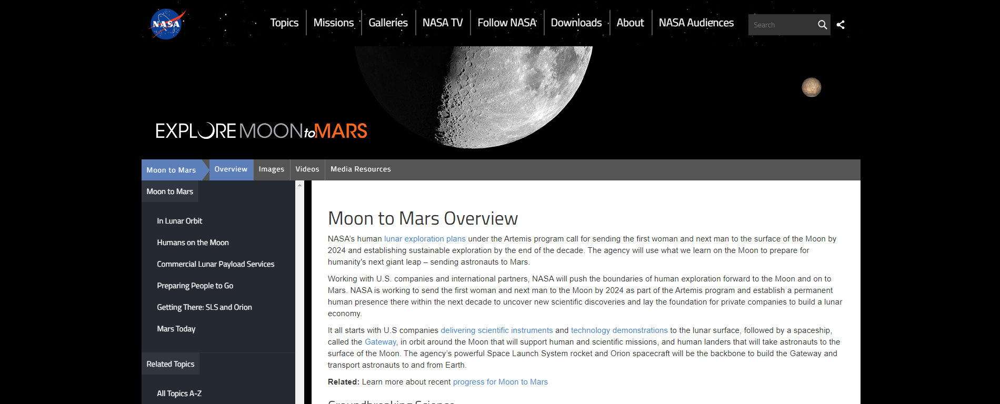 NASA
Topics
Missions
Galleries
NASA TV
Follow NASA
Downloads
About
NASA Audiences
Search
EXPLORE MOON to MARS
Moon to Mars
Overview
Images
Videos
Media Resources
Moon to Mars
In Lunar Orbit
Humans on the Moon
Commercial Lunar Payload Services
Preparing People to Go
Getting There: SLS and Orion
Mars Today
Related Topics
All Topics A-Z
Moon to Mars Overview
NASA’s human lunar exploration plans under the Artemis program call for sending the first woman and next man to the surface of the Moon by
2024 and establishing sustainable exploration by the end of the decade. The agency will use what we learn on the Moon to prepare for
humanity’s next giant leap – sending astronauts to Mars.
Working with U.S. companies and international partners, NASA will push the boundaries of human exploration forward to the Moon and on to
Mars. NASA is working to send the first woman and next man to the Moon by 2024 as part of the Artemis program and establish a permanent
human presence there within the next decade to uncover new scientific discoveries and lay the foundation for private companies to build a lunar
economy.
It all starts with U.S companies delivering scientific instruments and technology demonstrations to the lunar surface, followed by a spaceship,
called the Gateway, in orbit around the Moon that will support human and scientific missions, and human landers that will take astronauts to the
surface of the Moon. The agency’s powerful Space Launch System rocket and Orion spacecraft will be the backbone to build the Gateway and
transport astronauts to and from Earth.
Related: Learn more about recent progress for Moon to Mars
Groundbreaking Science